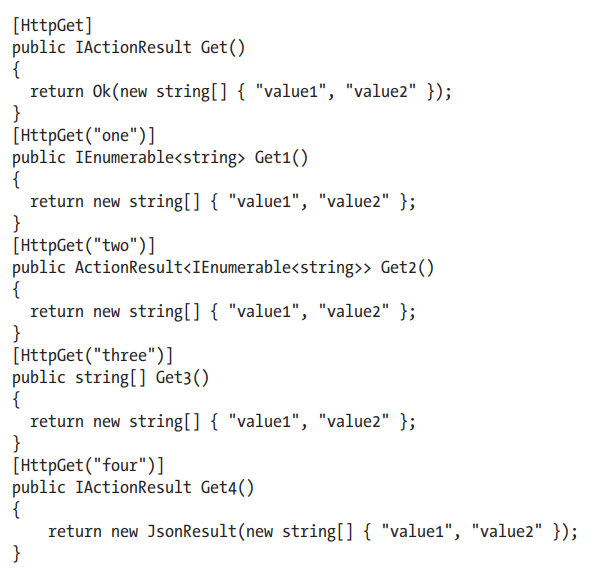 [HttpGet]
public IActionResult Get()
{
  return Ok(new string[] { "value1", "value2" });
}
[HttpGet("one")]
public IEnumerable<string> Get1()
{
  return new string[] { "value1", "value2" };
}
[HttpGet("two")]
public ActionResult<IEnumerable<string>> Get2()
{
  return new string[] { "value1", "value2" };
}
[HttpGet("three")]
public string[] Get3()
{
  return new string[] { "value1", "value2" };
}
[HttpGet("four")]
public IActionResult Get4()
{
    return new JsonResult(new string[] { "value1", "value2" });
}